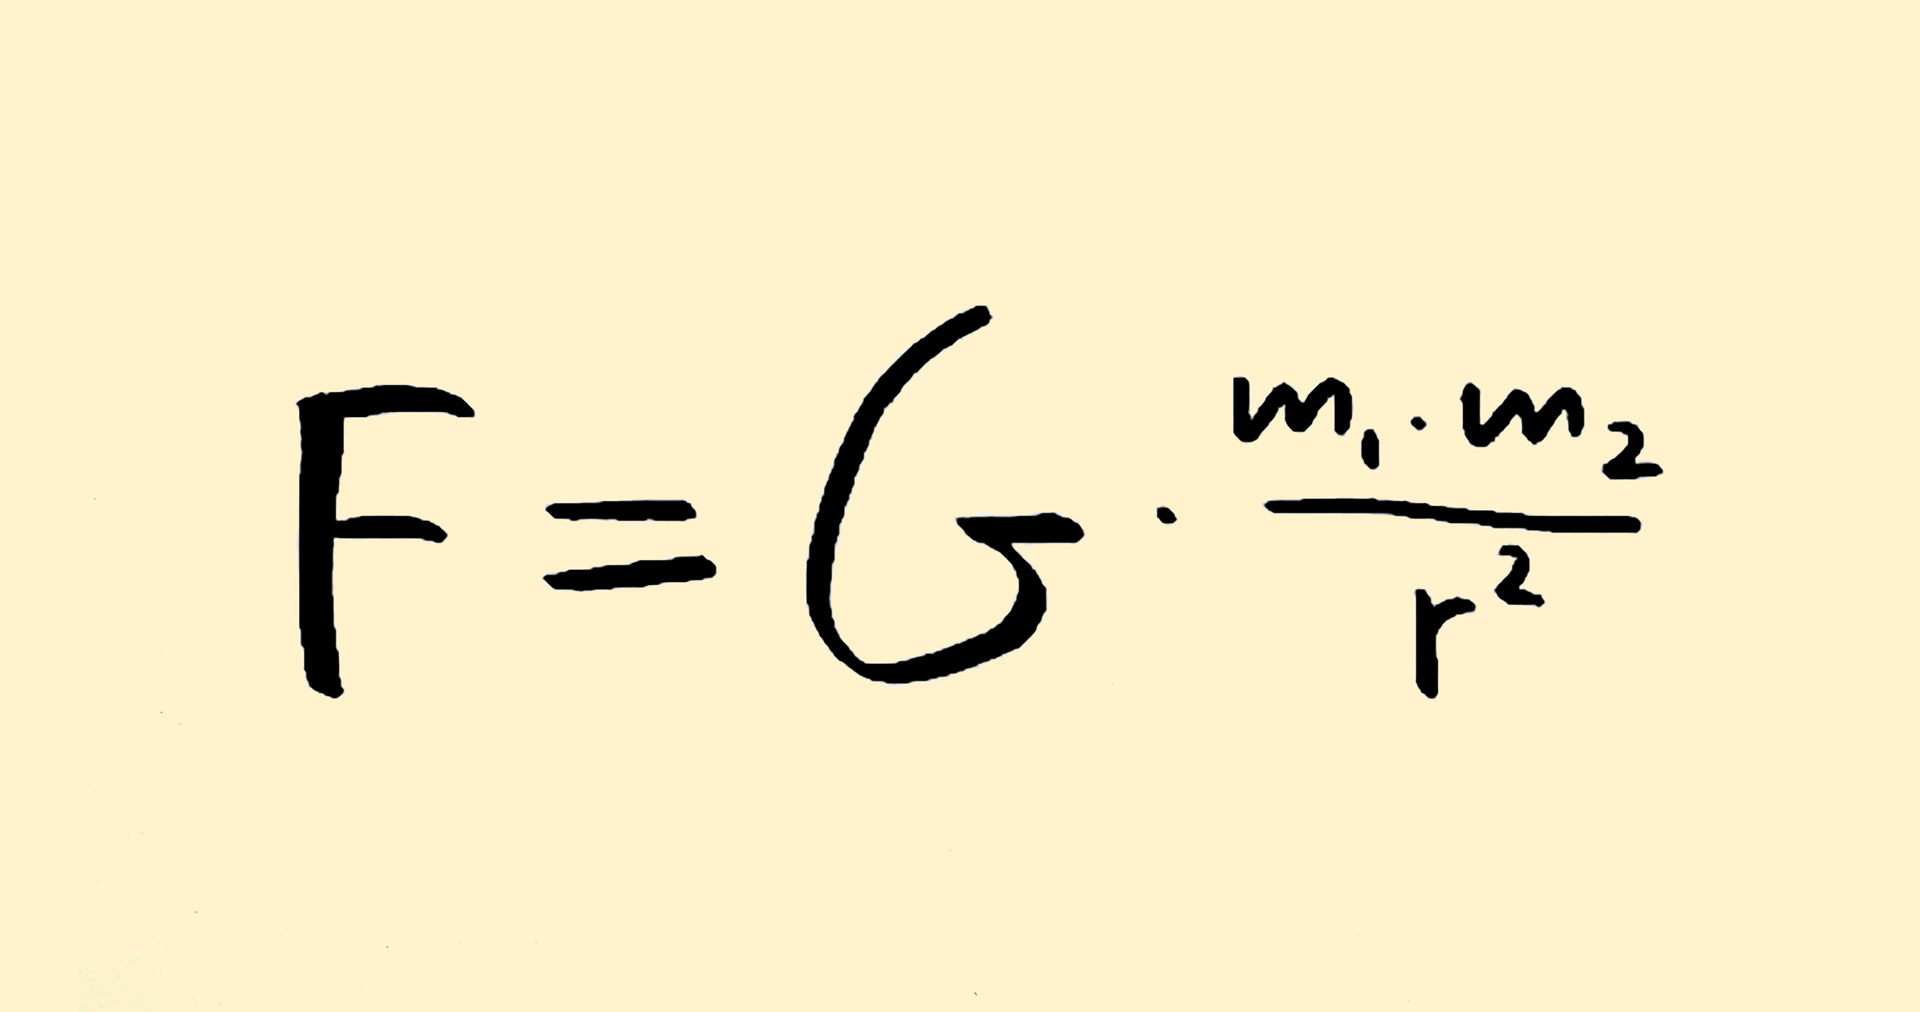 F = G · m₁ · m₂ / r²